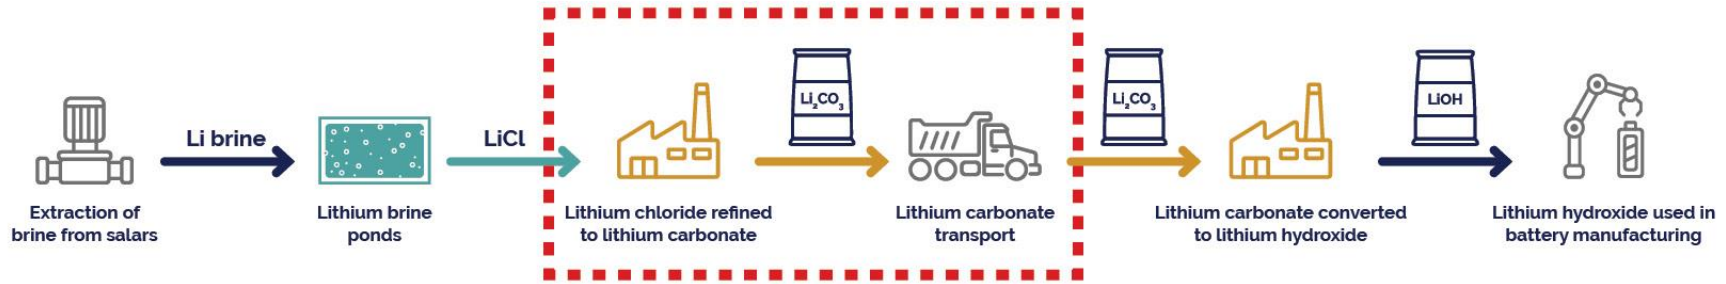 Li brine
LiCl
Li₂CO₃
Li₂CO₃
LiOH
Extraction of
brine from salars
Lithium brine
ponds
Lithium chloride refined
to lithium carbonate
Lithium carbonate
transport
Lithium carbonate converted
to lithium hydroxide
Lithium hydroxide used in
battery manufacturing